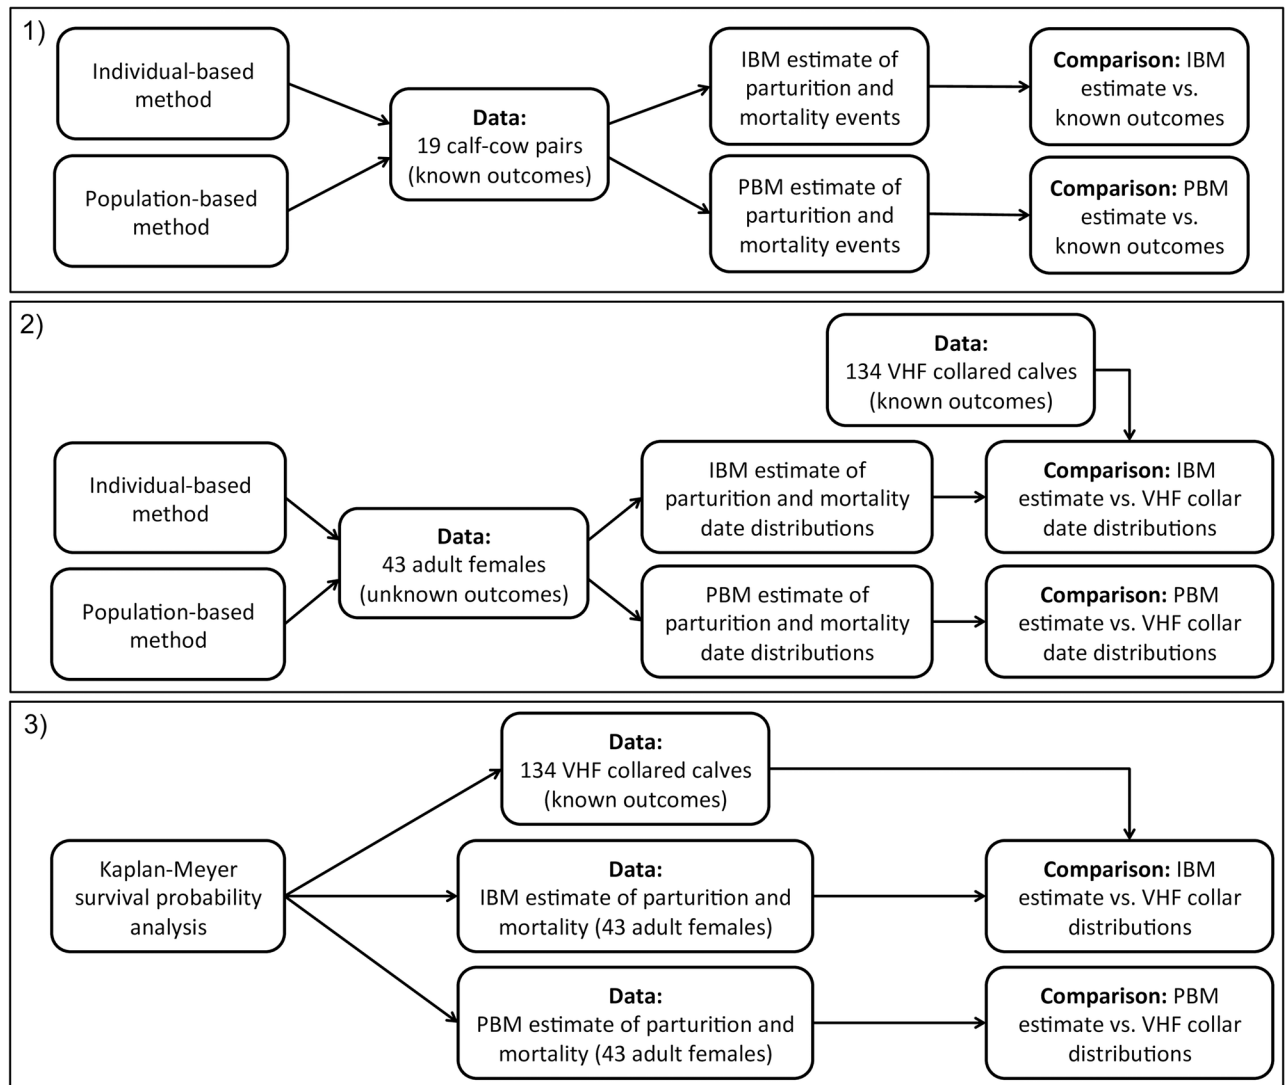 1)
Individual-based
method
Population-based
method
Data:
19 calf-cow pairs
(known outcomes)
IBM estimate of
parturition and
mortality events
PBM estimate of
parturition and
mortality events
Comparison: IBM
estimate vs.
known outcomes
Comparison: PBM
estimate vs.
known outcomes
2)
Data:
134 VHF collared calves
(known outcomes)
Individual-based
method
Population-based
method
Data:
43 adult females
(unknown outcomes)
IBM estimate of
parturition and mortality
date distributions
PBM estimate of
parturition and mortality
date distributions
Comparison: IBM
estimate vs. VHF collar
date distributions
Comparison: PBM
estimate vs. VHF collar
date distributions
3)
Kaplan-Meyer
survival probability
analysis
Data:
134 VHF collared calves
(known outcomes)
Data:
IBM estimate of parturition and
mortality (43 adult females)
Data:
PBM estimate of parturition and
mortality (43 adult females)
Comparison: IBM
estimate vs. VHF collar
distributions
Comparison: PBM
estimate vs. VHF collar
distributions